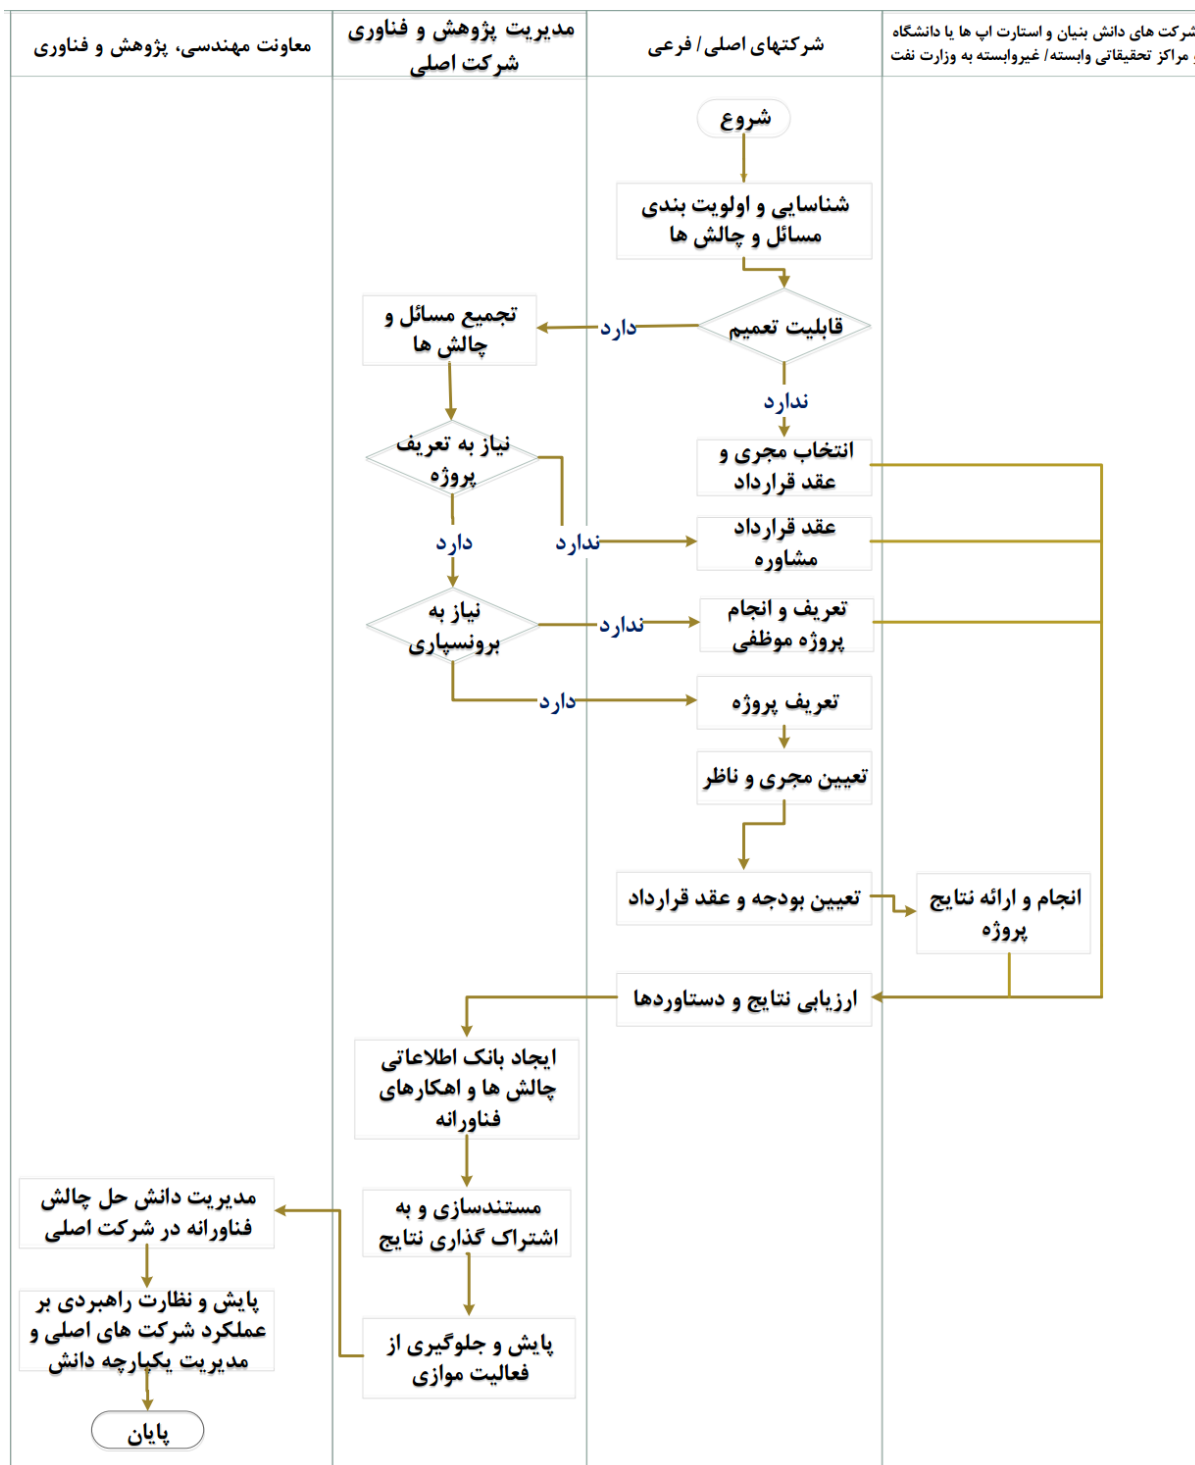 شرکت های دانش بنیان و استارت اپ ها یا دانشگاه
و مراکز تحقیقاتی وابسته/ غیروابسته به وزارت نفت
شرکتهای اصلی/ فرعی
مدیریت پژوهش و فناوری
شرکت اصلی
معاونت مهندسی، پژوهش و فناوری
شروع
شناسایی و اولویت بندی
مسائل و چالش ها
قابلیت تعمیم
دارد
تجمیع مسائل و
چالش ها
ندارد
انتخاب مجری و
عقد قرارداد
نیاز به تعریف
پروژه
ندارد
عقد قرارداد
مشاوره
دارد
نیاز به
برونسپاری
ندارد
تعریف و انجام
پروژه موظفی
دارد
تعریف پروژه
تعیین مجری و ناظر
تعیین بودجه و عقد قرارداد
انجام و ارائه نتایج
پروژه
ارزیابی نتایج و دستاوردها
ایجاد بانک اطلاعاتی
چالش ها و اهکارهای
فناورانه
مستندسازی و به
اشتراک گذاری نتایج
پایش و جلوگیری از
فعالیت موازی
مدیریت دانش حل چالش
فناورانه در شرکت اصلی
پایش و نظارت راهبردی بر
عملکرد شرکت های اصلی و
مدیریت یکپارچه دانش
پایان